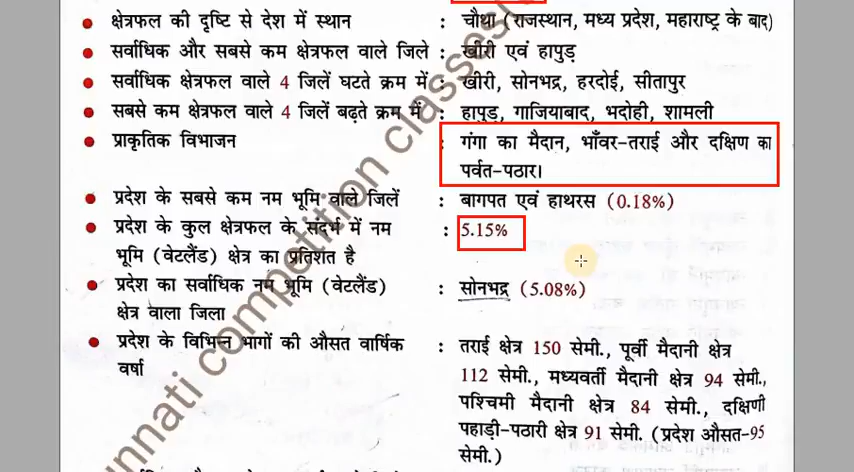 क्षेत्रफल की दृष्टि से देश में स्थान : चौथा (राजस्थान, मध्य प्रदेश, महाराष्ट्र के बाद)
सर्वाधिक और सबसे कम क्षेत्रफल वाले जिले : खीरी एवं हापुड़
सर्वाधिक क्षेत्रफल वाले 4 जिलें घटते क्रम में : खीरी, सोनभद्र, हरदोई, सीतापुर
सबसे कम क्षेत्रफल वाले 4 जिलें बढ़ते क्रम में : हापुड़, गाजियाबाद, भदोही, शामली
प्राकृतिक विभाजन : गंगा का मैदान, भाँवर-तराई और दक्षिण का
पर्वत-पठार।
प्रदेश के सबसे कम नम भूमि वाले जिलें : बागपत एवं हाथरस (0.18%)
प्रदेश के कुल क्षेत्रफल के संदर्भ में नम : 5.15%
भूमि (वेटलैंड) क्षेत्र का प्रतिशत है
प्रदेश का सर्वाधिक नम भूमि (वेटलैंड) : सोनभद्र (5.08%)
क्षेत्र वाला जिला
प्रदेश के विभिन्न भागों की औसत वार्षिक : तराई क्षेत्र 150 सेमी., पूर्वी मैदानी क्षेत्र
वर्षा
112 सेमी., मध्यवर्ती मैदानी क्षेत्र 94 सेमी.,
पश्चिमी मैदानी क्षेत्र 84 सेमी., दक्षिणी
पहाड़ी-पठारी क्षेत्र 91 सेमी. (प्रदेश औसत-95
सेमी.)
unnati competition classes